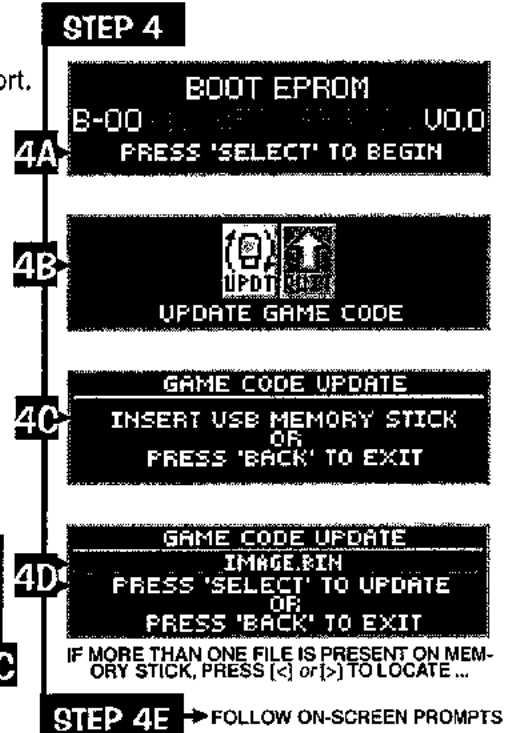 STEP 4
ort.
BOOT EPROM
B-00 V0.0
4A PRESS 'SELECT' TO BEGIN
4B
UPDT QUIT
UPDATE GAME CODE
GAME CODE UPDATE
4C INSERT USB MEMORY STICK
OR
PRESS 'BACK' TO EXIT
GAME CODE UPDATE
IMAGE.BIN
4D PRESS 'SELECT' TO UPDATE
OR
PRESS 'BACK' TO EXIT
C
IF MORE THAN ONE FILE IS PRESENT ON MEM-
ORY STICK, PRESS [<] or [>] TO LOCATE ...
STEP 4E FOLLOW ON-SCREEN PROMPTS